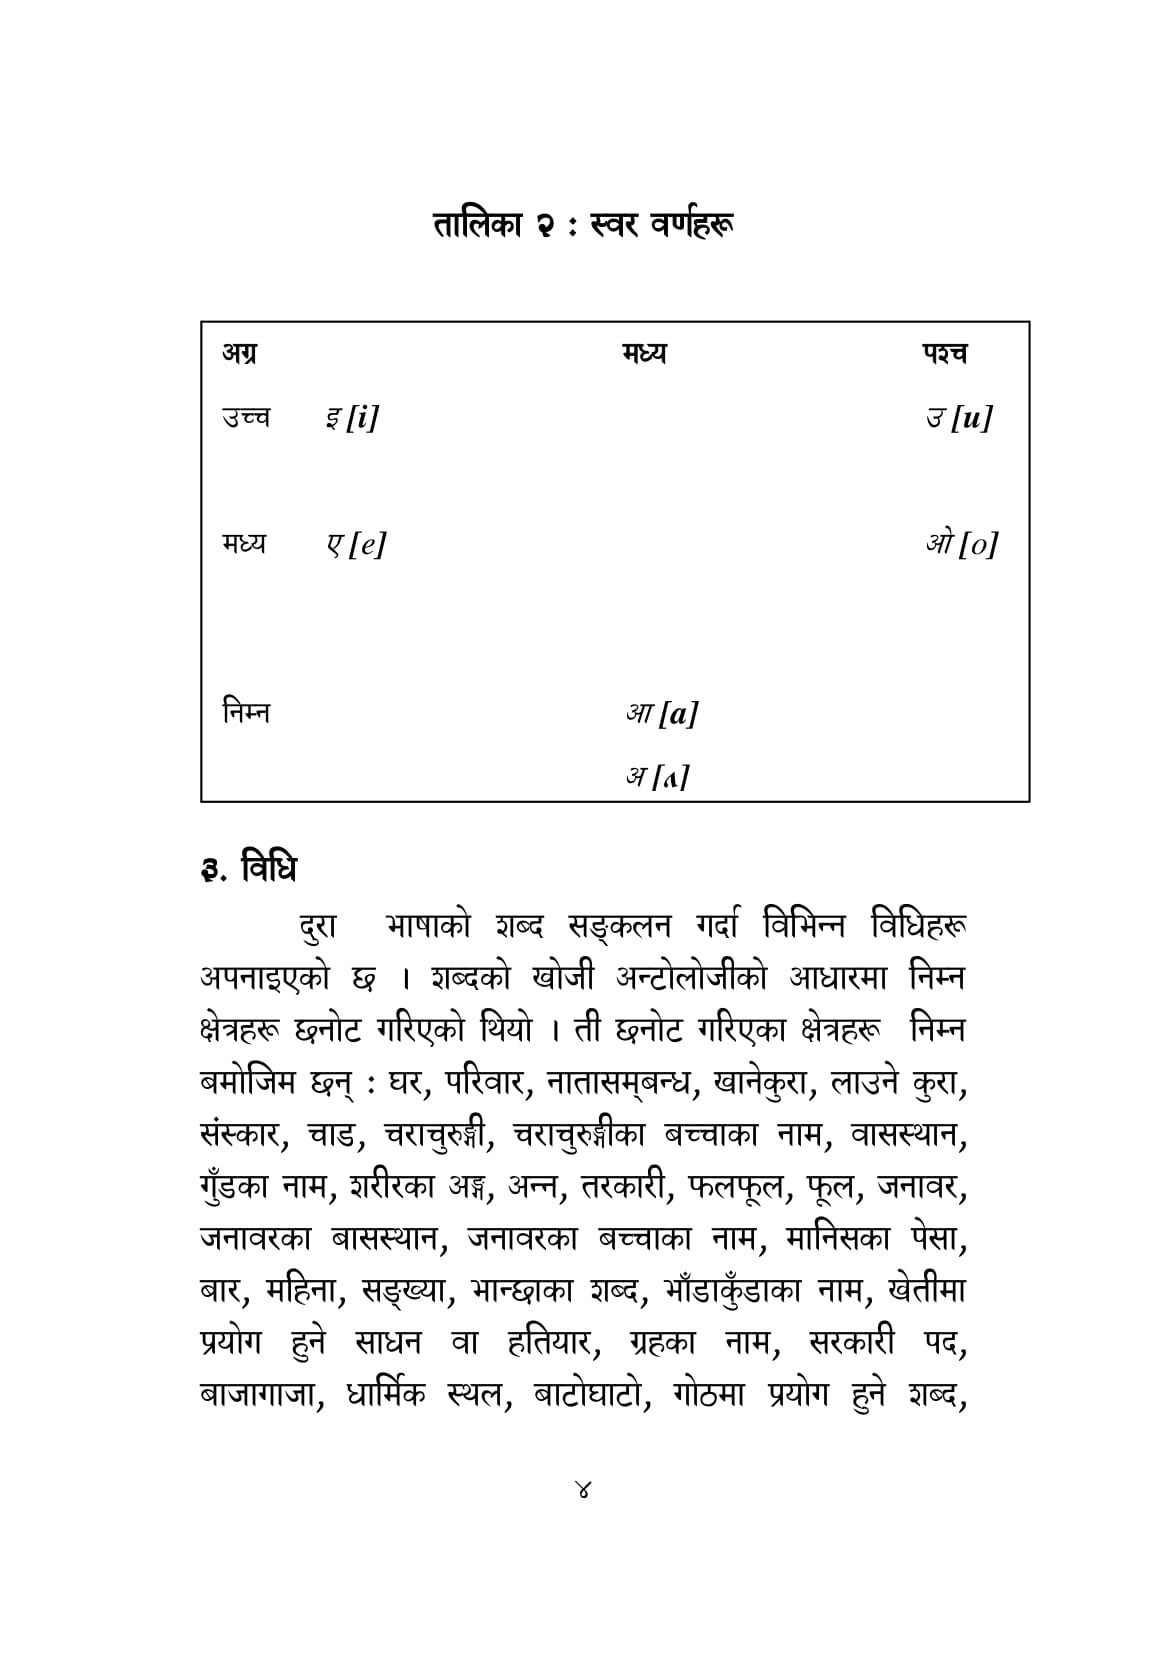 तालिका २ : स्वर वर्णहरू
अग्र मध्य पश्च
उच्च इ [i] उ [u]
मध्य ए [e] ओ [o]
निम्न आ [a]
अ [ʌ]
३. विधि
दुरा भाषाको शब्द सङ्कलन गर्दा विभिन्न विधिहरू
अपनाइएको छ । शब्दको खोजी अन्टोलोजीको आधारमा निम्न
क्षेत्रहरू छनोट गरिएको थियो । ती छनोट गरिएका क्षेत्रहरू निम्न
बमोजिम छन् : घर, परिवार, नातासम्बन्ध, खानेकुरा, लाउने कुरा,
संस्कार, चाड, चराचुरुङ्गी, चराचुरुङ्गीका बच्चाका नाम, वासस्थान,
गुँडका नाम, शरीरका अङ्ग, अन्न, तरकारी, फलफूल, फूल, जनावर,
जनावरका बासस्थान, जनावरका बच्चाका नाम, मानिसका पेसा,
बार, महिना, सङ्ख्या, भान्छाका शब्द, भाँडाकुँडाका नाम, खेतीमा
प्रयोग हुने साधन वा हतियार, ग्रहका नाम, सरकारी पद,
बाजागाजा, धार्मिक स्थल, बाटोघाटो, गोठमा प्रयोग हुने शब्द,
४